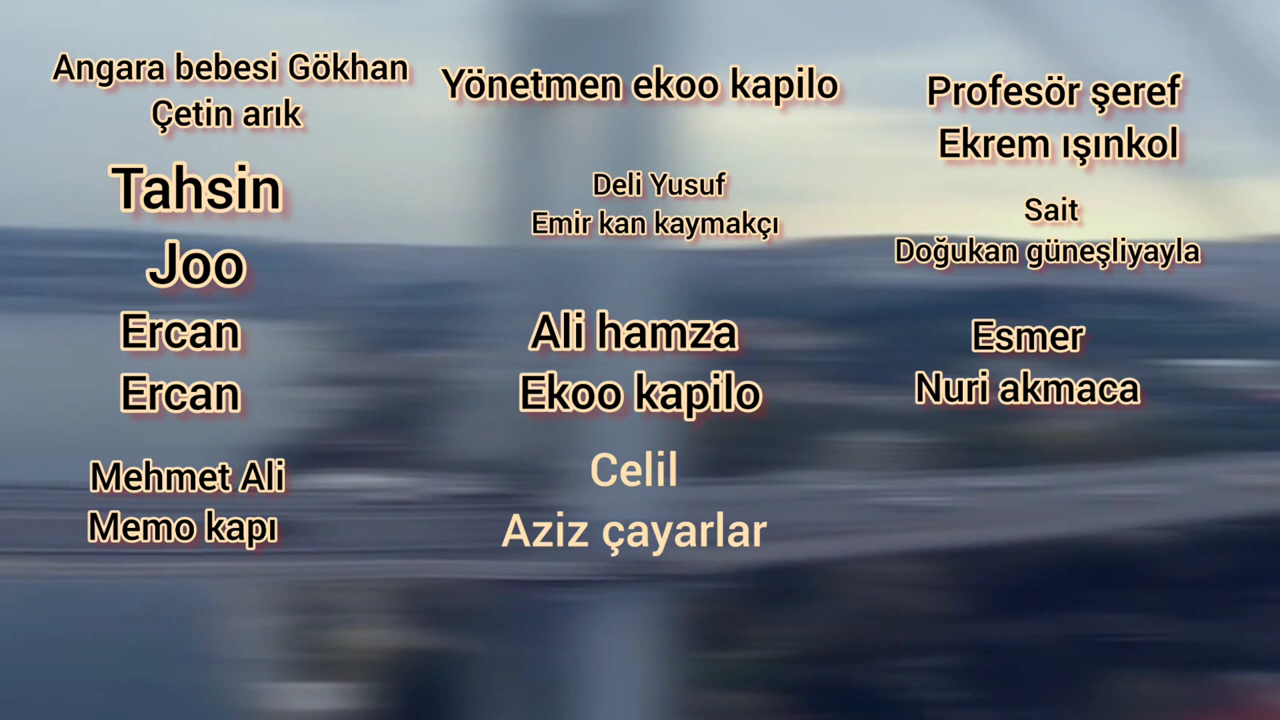 Angara bebesi Gökhan
Çetin arık
Tahsin
Joo
Ercan
Ercan
Mehmet Ali
Memo kapı
Yönetmen ekoo kapilo
Deli Yusuf
Emir kan kaymakçı
Ali hamza
Ekoo kapilo
Celil
Aziz çayarlar
Profesör şeref
Ekrem ışınkol
Sait
Doğukan güneşliyayla
Esmer
Nuri akmaca